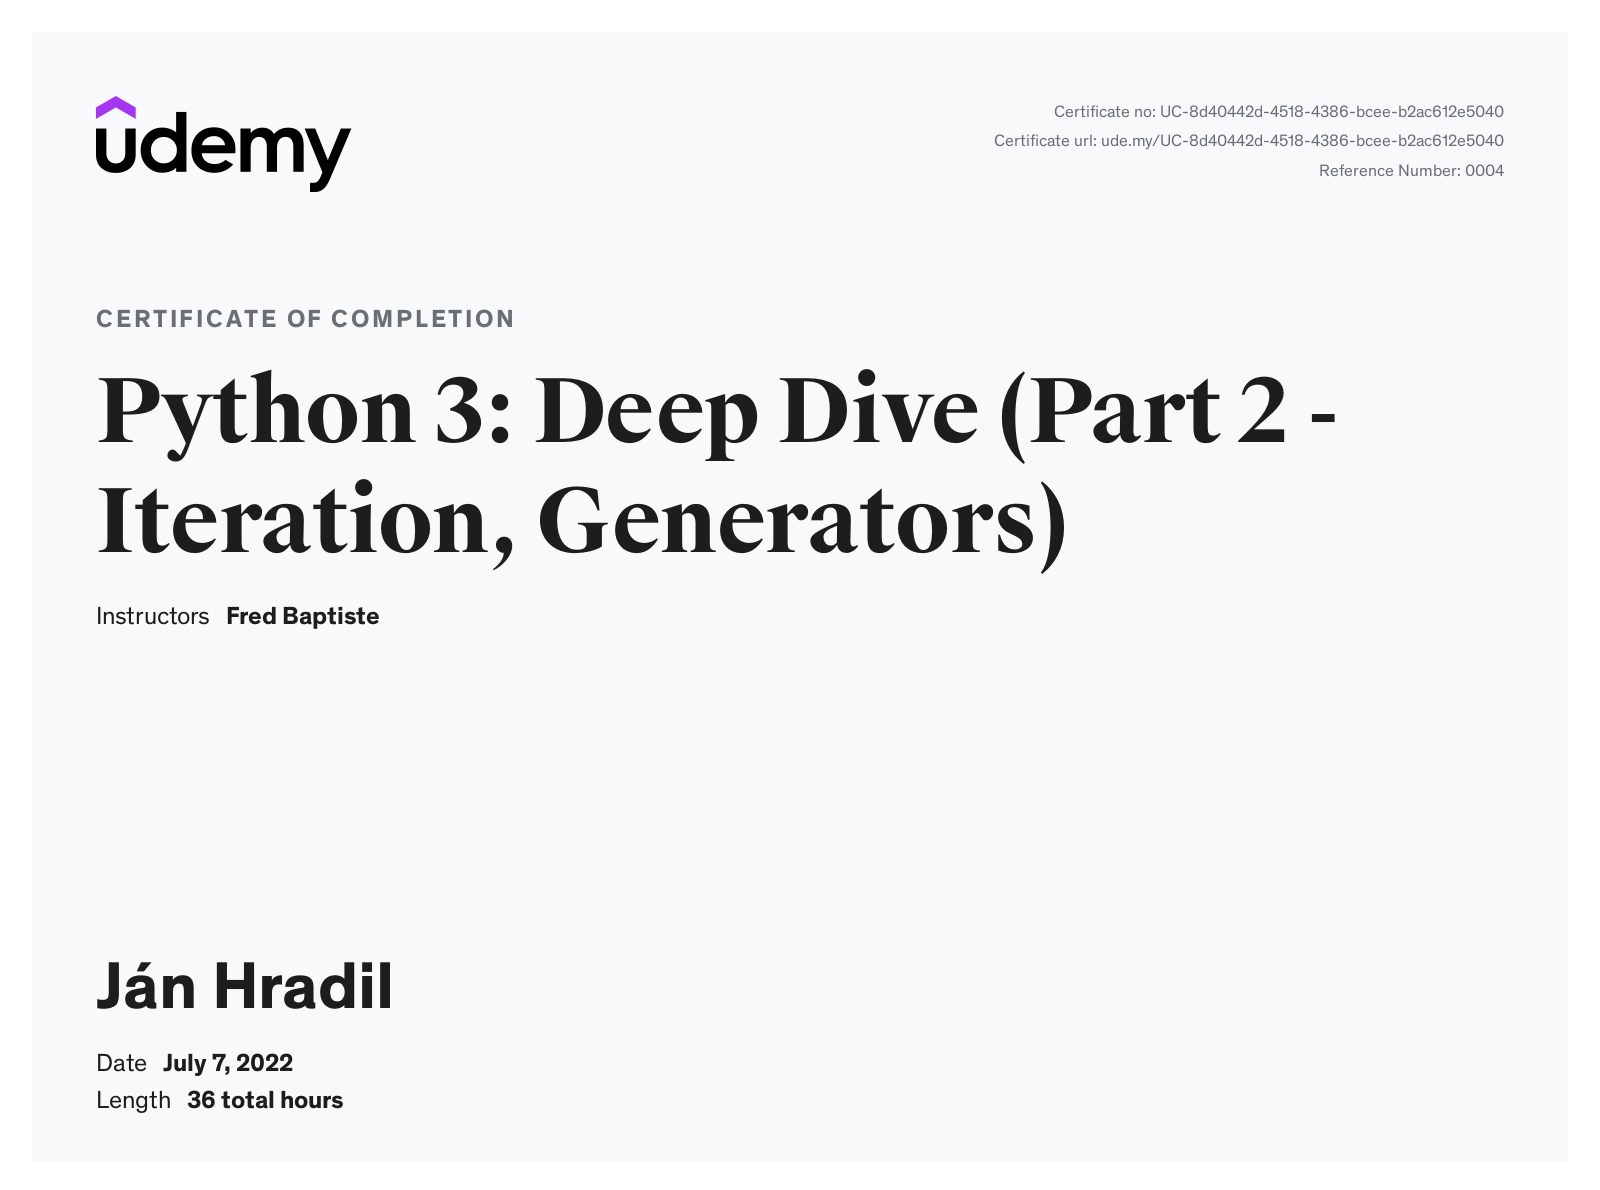 udemy
Certificate no: UC-8d40442d-4518-4386-bcee-b2ac612e5040
Certificate url: ude.my/UC-8d40442d-4518-4386-bcee-b2ac612e5040
Reference Number: 0004
CERTIFICATE OF COMPLETION
Python 3: Deep Dive (Part 2 -
Iteration, Generators)
Instructors Fred Baptiste
Ján Hradil
Date July 7, 2022
Length 36 total hours